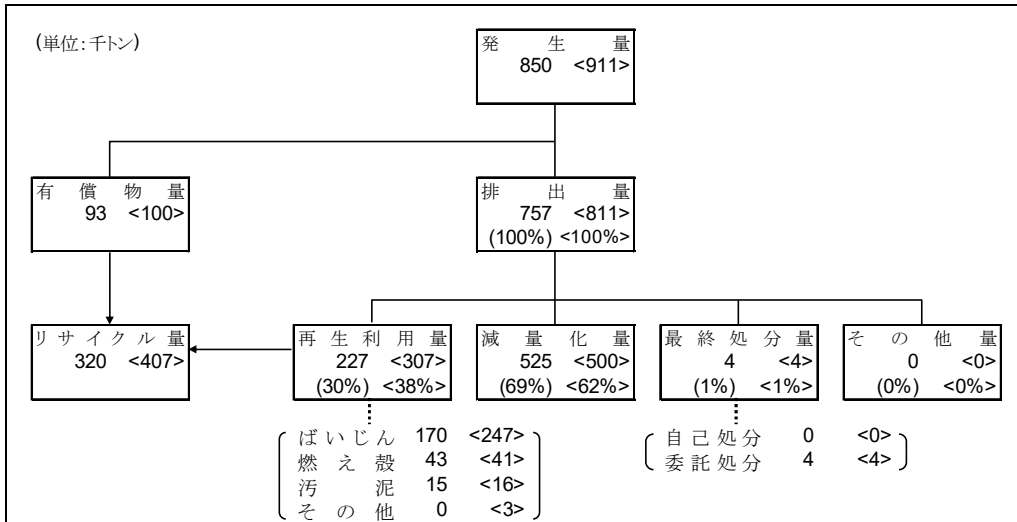 (単位:千トン)
発生量
850 <911>
有償物量
93 <100>
排出量
757 <811>
(100%) <100%>
リサイクル量
320 <407>
再生利用量
227 <307>
(30%) <38%>
減量化量
525 <500>
(69%) <62%>
最終処分量
4 <4>
(1%) <1%>
その他量
0 <0>
(0%) <0%>
ばいじん 170 <247>
燃え殻 43 <41>
汚泥 15 <16>
その他 0 <3>
自己処分 0 <0>
委託処分 4 <4>